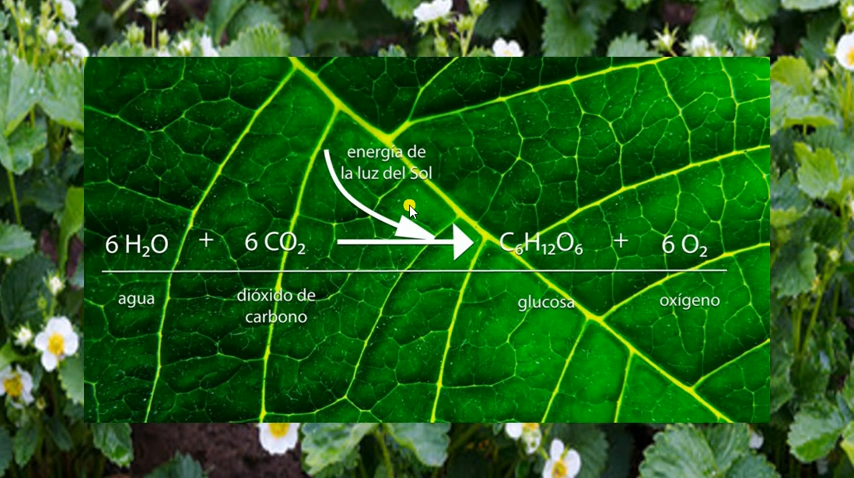 energía de
la luz del Sol
6 H₂O + 6 CO₂ → C₆H₁₂O₆ + 6 O₂
agua dióxido de carbono glucosa oxígeno